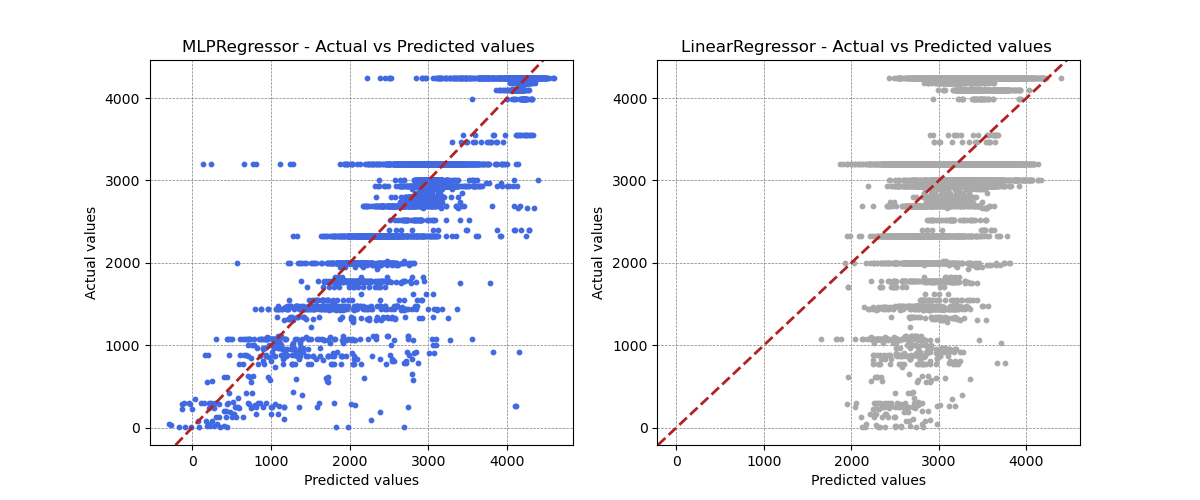 MLPRegressor - Actual vs Predicted values
Actual values
4000
3000
2000
1000
0
0 1000 2000 3000 4000
Predicted values
LinearRegressor - Actual vs Predicted values
Actual values
4000
3000
2000
1000
0
0 1000 2000 3000 4000
Predicted values